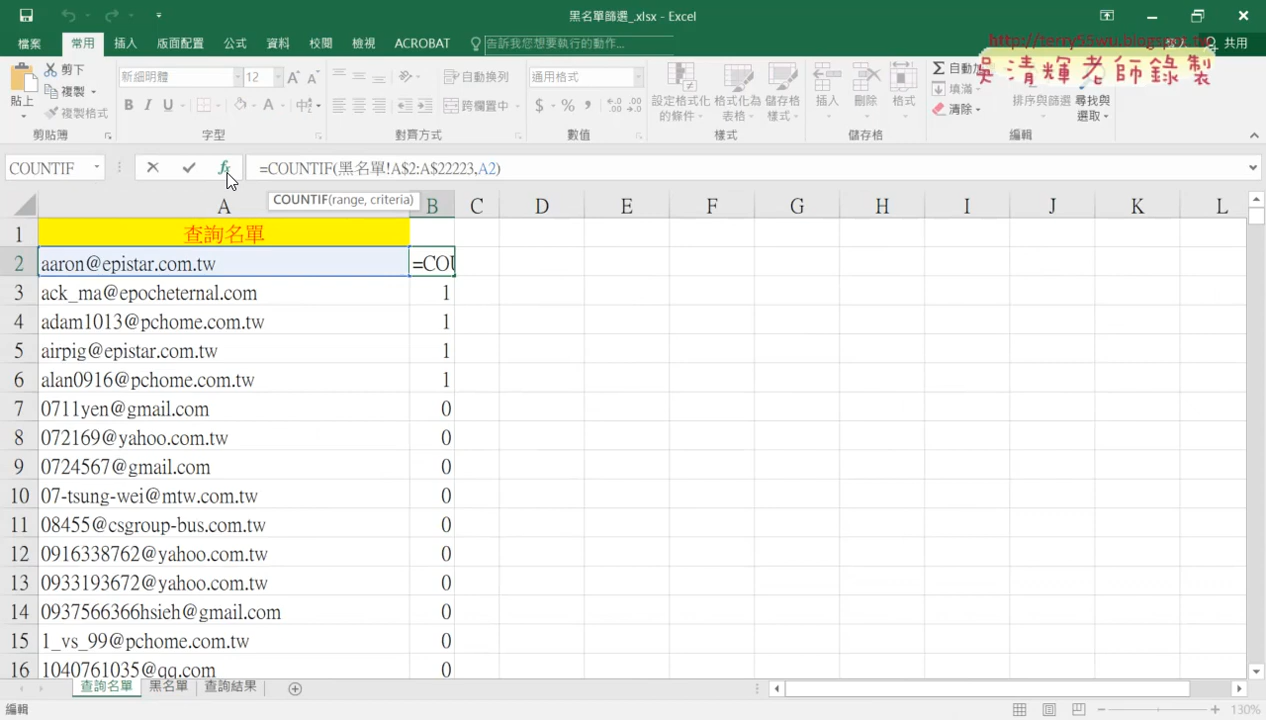 黑名單篩選_.xlsx - Excel
檔案 常用 插入 版面配置 公式 資料 校閱 檢視 ACROBAT 告訴我您想要執行的動作... 共用
http://terry55wu.blogspot.tw
吳清輝老師錄製
貼上 剪下 複製 複製格式 剪貼簿
新細明體 12 B I U 字型
自動換列 跨欄置中 對齊方式
通用格式 $ % 數值
設定格式化的條件 格式化為表格 儲存格樣式 樣式
插入 刪除 格式 儲存格
填滿 清除 排序與篩選 尋找與選取 編輯
COUNTIF fx =COUNTIF(黑名單!A$2:A$22223,A2)
COUNTIF(range, criteria)
A B C D E F G H I J K L
1 查詢名單
2 aaron@epistar.com.tw =COU
3 ack_ma@epocheternal.com 1
4 adam1013@pchome.com.tw 1
5 airpig@epistar.com.tw 1
6 alan0916@pchome.com.tw 1
7 0711yen@gmail.com 0
8 072169@yahoo.com.tw 0
9 0724567@gmail.com 0
10 07-tsung-wei@mtw.com.tw 0
11 08455@csgroup-bus.com.tw 0
12 0916338762@yahoo.com.tw 0
13 0933193672@yahoo.com.tw 0
14 0937566366hsieh@gmail.com 0
15 1_vs_99@pchome.com.tw 0
16 1040761035@qq.com 0
查詢名單 黑名單 查詢結果
編輯 130%